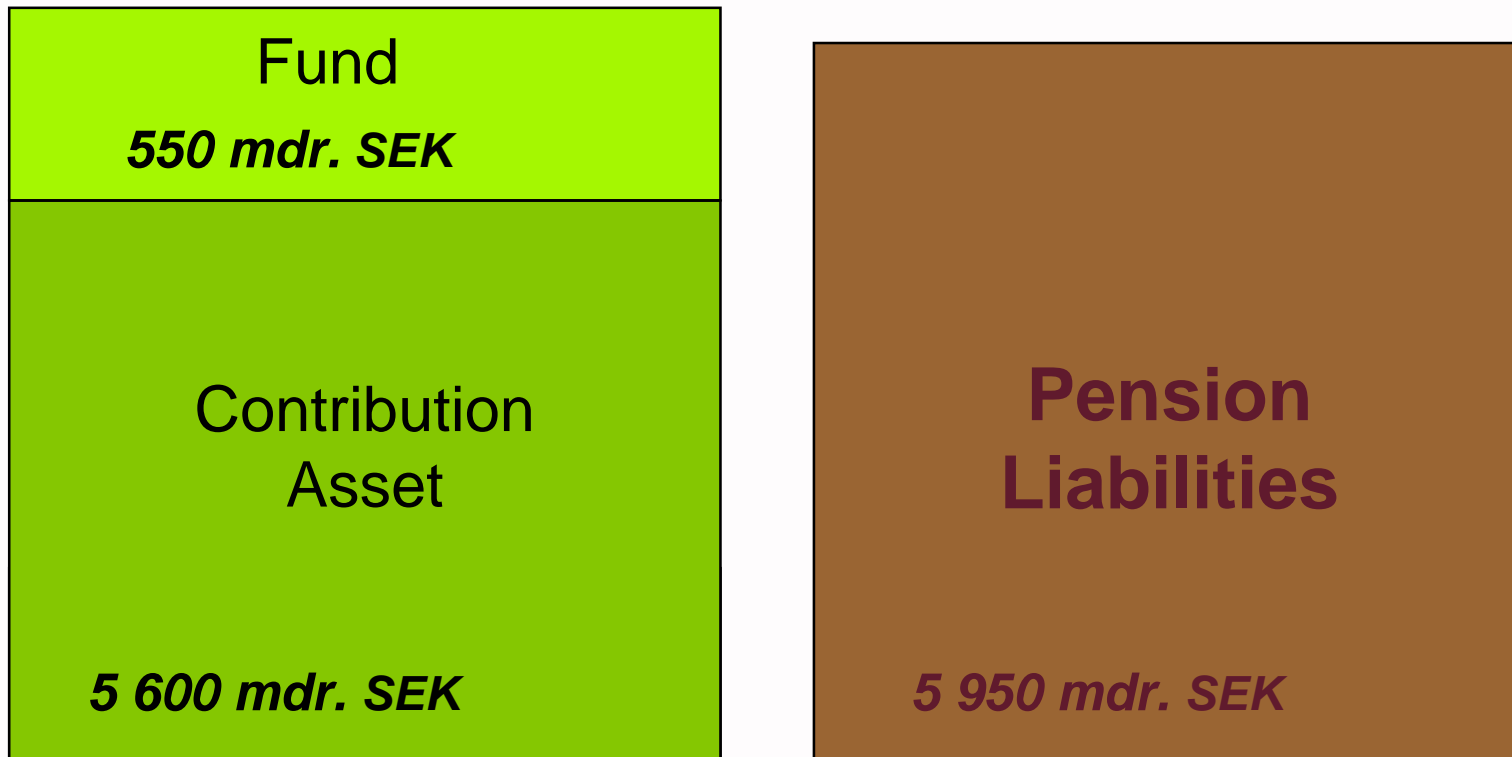 Fund
550 mdr. SEK
Contribution
Asset
5 600 mdr. SEK
Pension
Liabilities
5 950 mdr. SEK